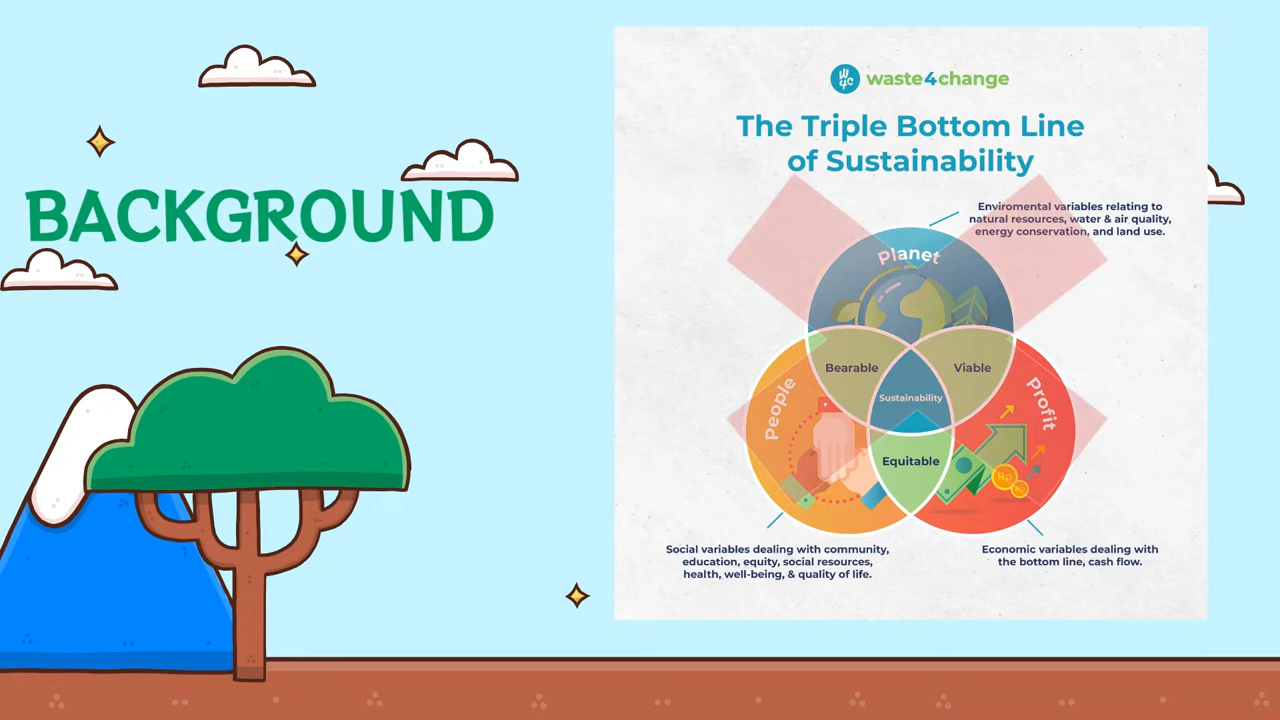 BACKGROUND
waste4change
The Triple Bottom Line
of Sustainability
Enviromental variables relating to
natural resources, water & air quality,
energy conservation, and land use.
Planet
Bearable
Viable
Sustainability
People
Profit
Equitable
Social variables dealing with community,
education, equity, social resources,
health, well-being, & quality of life.
Economic variables dealing with
the bottom line, cash flow.